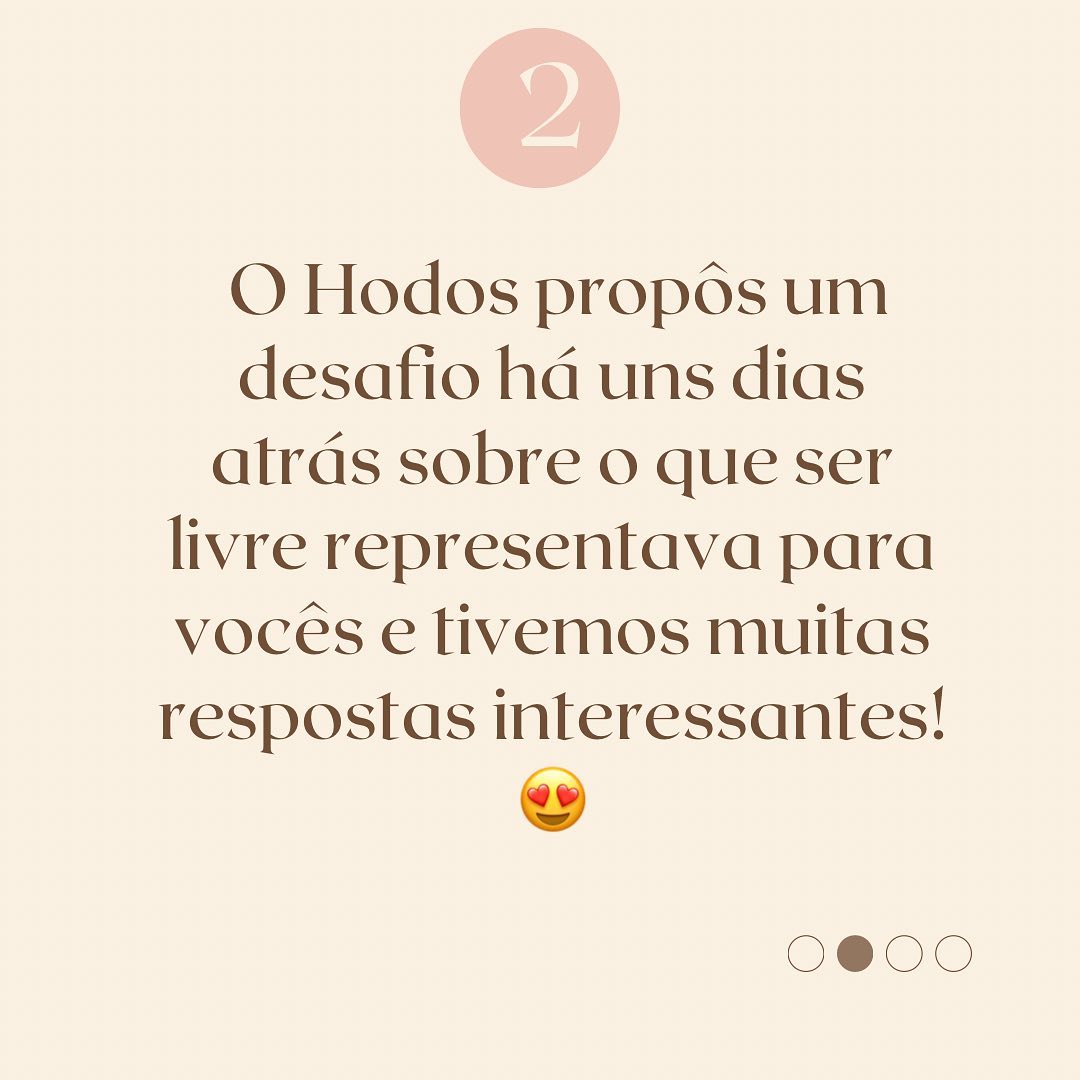 2
O Hodos propôs um
desafio há uns dias
atrás sobre o que ser
livre representava para
vocês e tivemos muitas
respostas interessantes!
😍